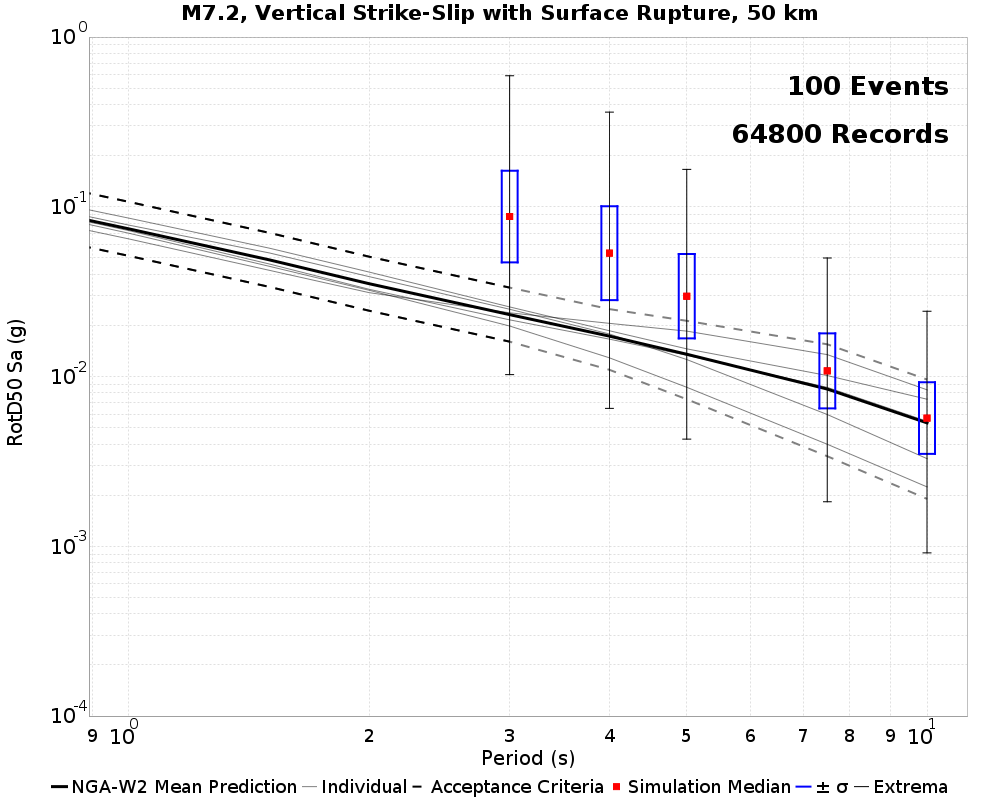 M7.2, Vertical Strike-Slip with Surface Rupture, 50 km
100 Events
64800 Records
10^0
10^-1
10^-2
10^-3
10^-4
RotD50 Sa (g)
9 10^0 2 3 4 5 6 7 8 9 10^1
Period (s)
NGA-W2 Mean Prediction Individual Acceptance Criteria Simulation Median ± σ Extrema